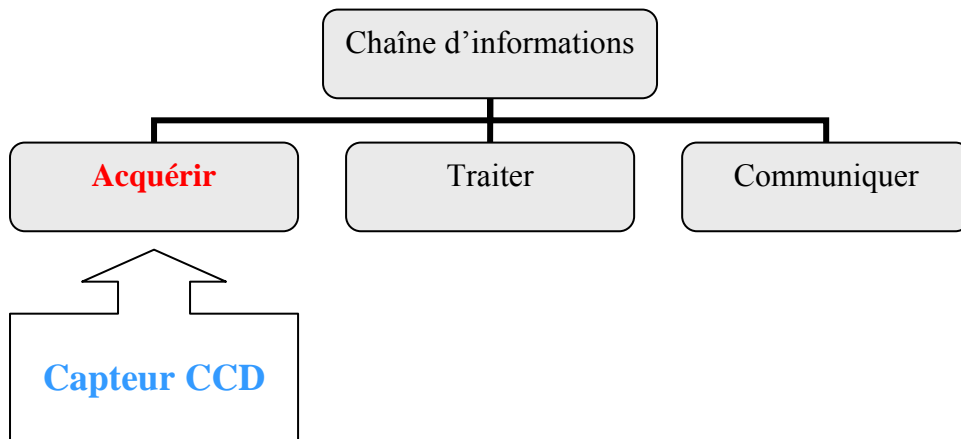 Chaîne d’informations
Acquérir
Traiter
Communiquer
Capteur CCD